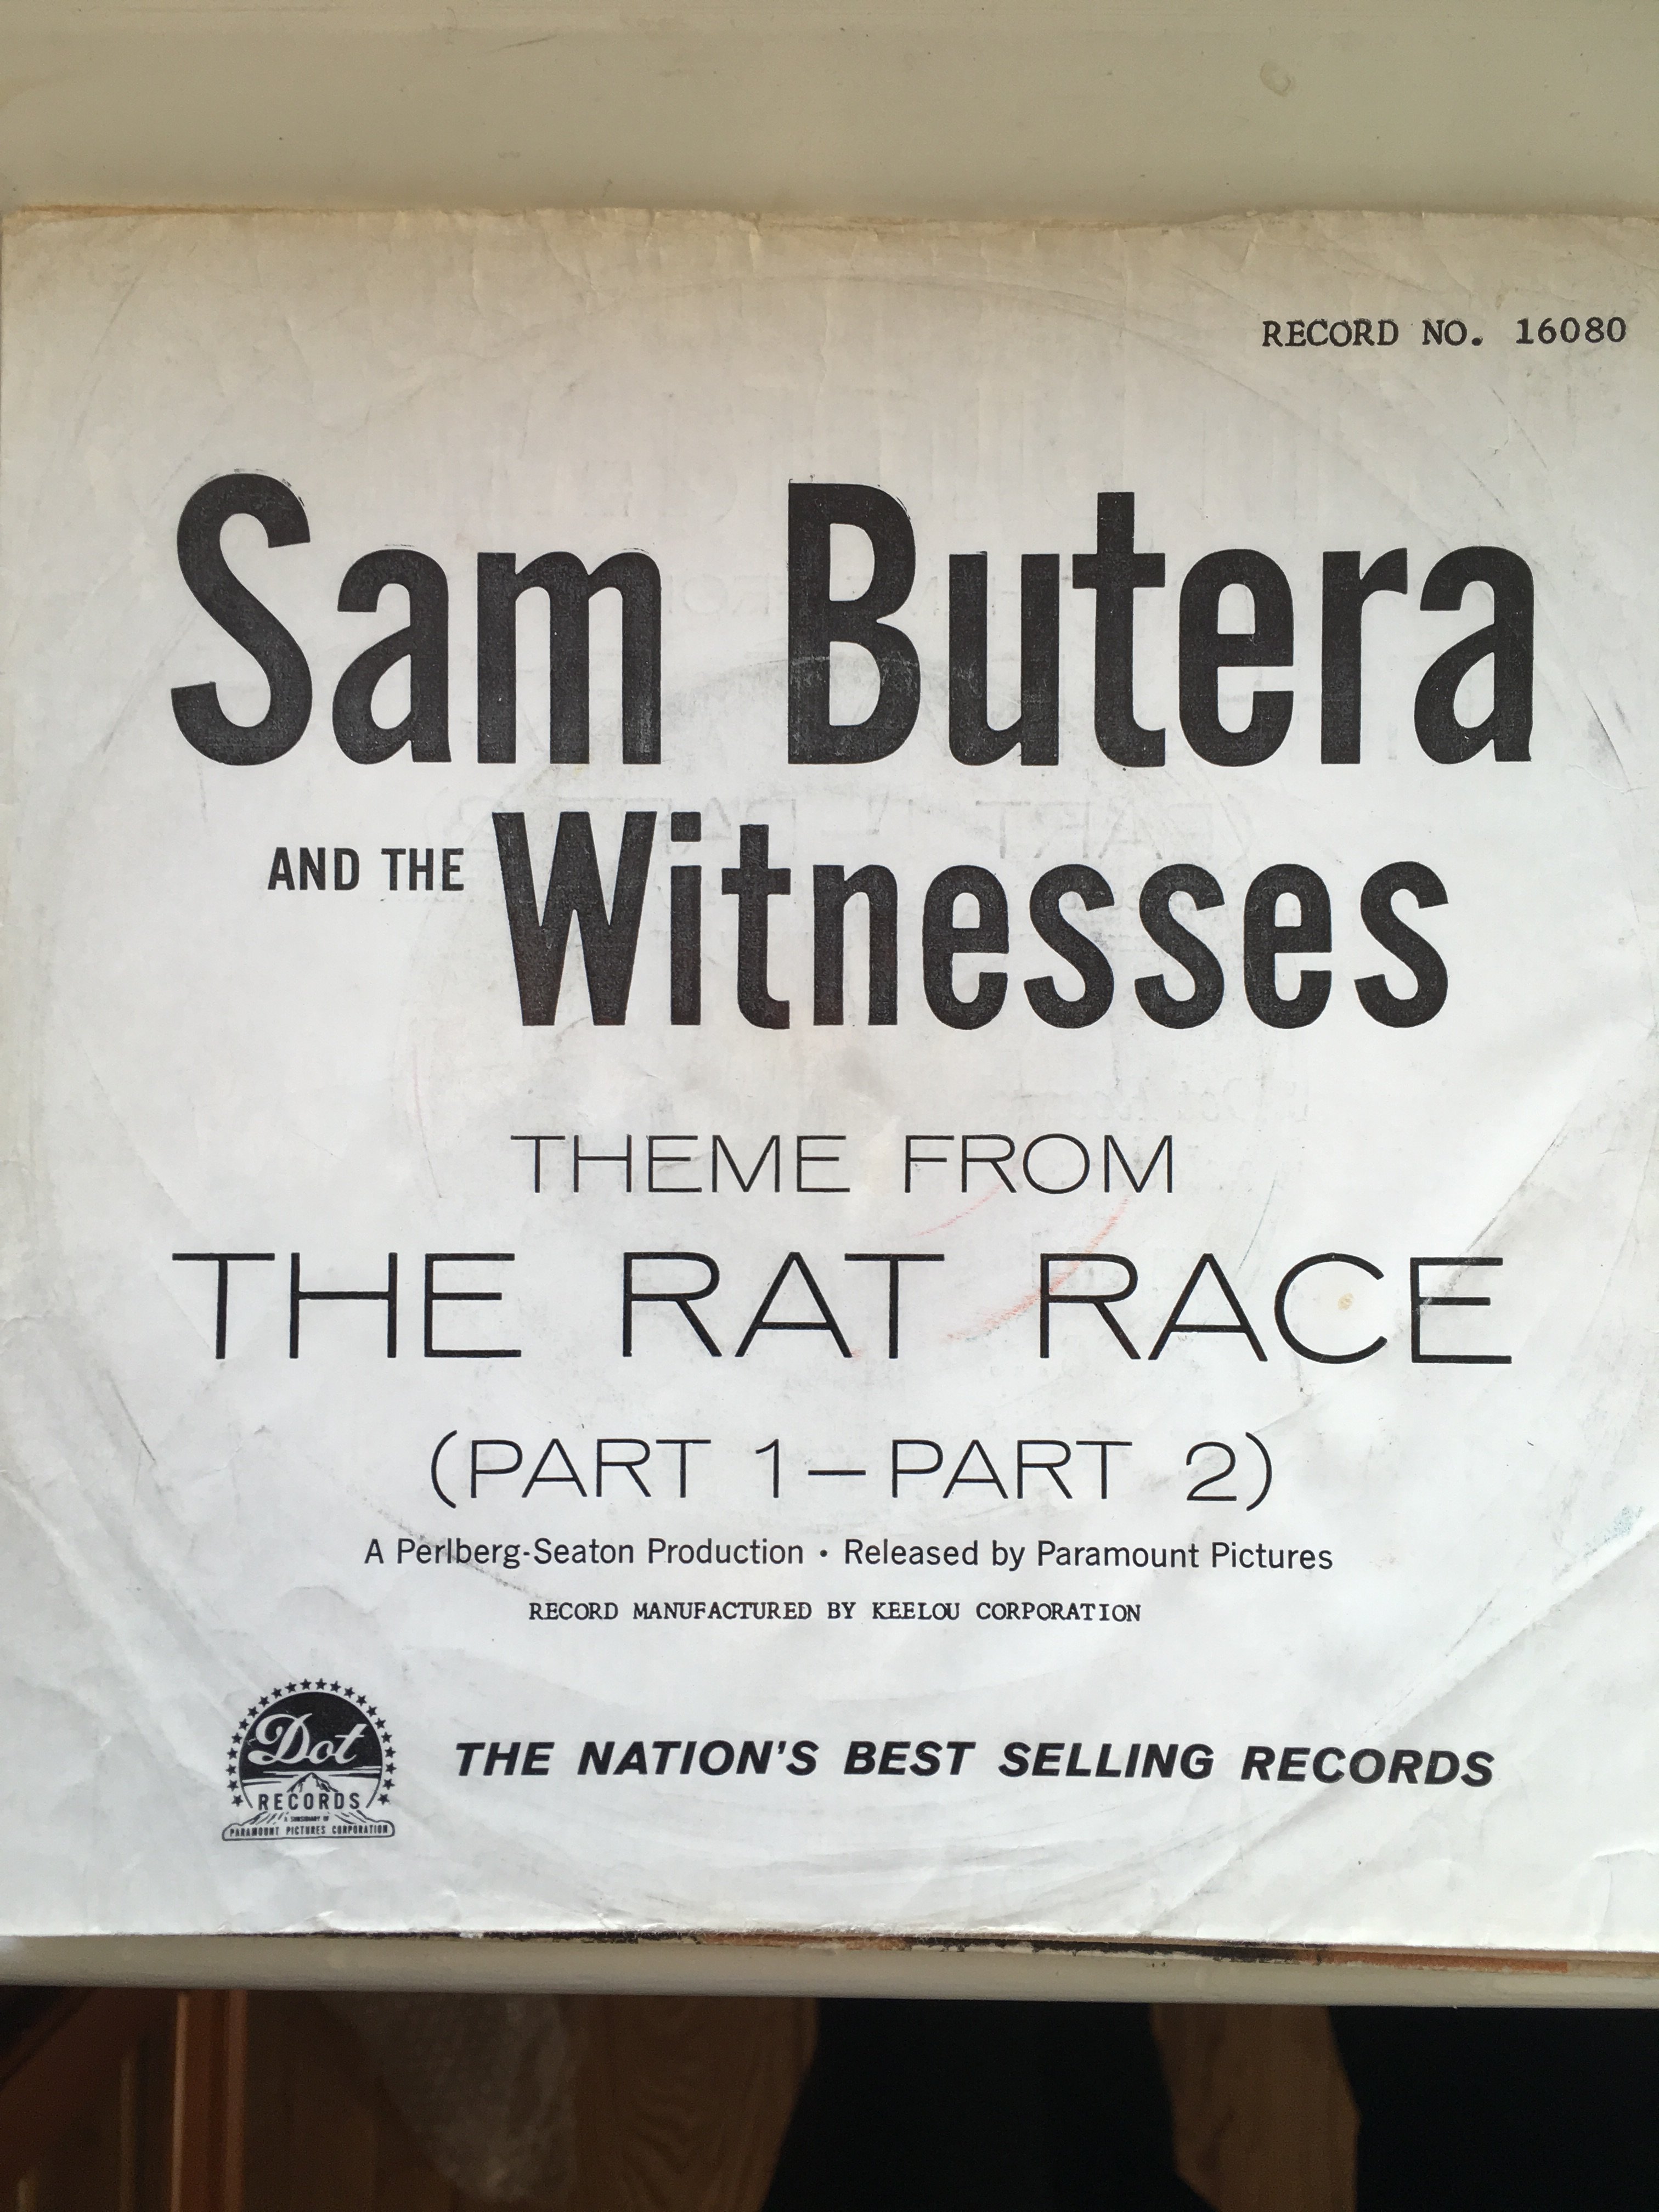 RECORD NO. 16080
Sam Butera
AND THE Witnesses
THEME FROM
THE RAT RACE
(PART 1—PART 2)
A Perlberg-Seaton Production • Released by Paramount Pictures
RECORD MANUFACTURED BY KEELOU CORPORATION
Dot
RECORDS
A SUBSIDIARY OF
PARAMOUNT PICTURES CORPORATION
THE NATION'S BEST SELLING RECORDS